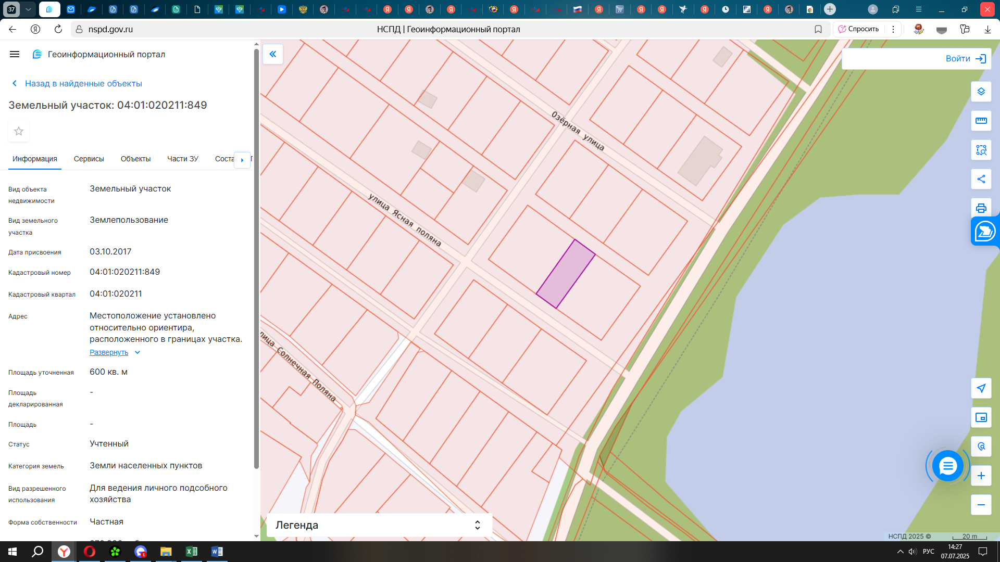 37
nspd.gov.ru
НСПД | Геоинформационный портал
Спросить
Геоинформационный портал
Войти
Назад в найденные объекты
Земельный участок: 04:01:020211:849
Информация
Сервисы
Объекты
Части ЗУ
Соста
Вид объекта недвижимости
Земельный участок
Вид земельного участка
Землепользование
Дата присвоения
03.10.2017
Кадастровый номер
04:01:020211:849
Кадастровый квартал
04:01:020211
Адрес
Местоположение установлено
относительно ориентира,
расположенного в границах участка.
Развернуть
Площадь уточненная
600 кв. м
Площадь декларированная
-
Площадь
-
Статус
Учтенный
Категория земель
Земли населенных пунктов
Вид разрешенного использования
Для ведения личного подсобного
хозяйства
Форма собственности
Частная
Озёрная улица
улица Ясная поляна
лица Солнечная Поляна
Легенда
НСПД 2025 ©
20 m
1
РУС
14:27
07.07.2025